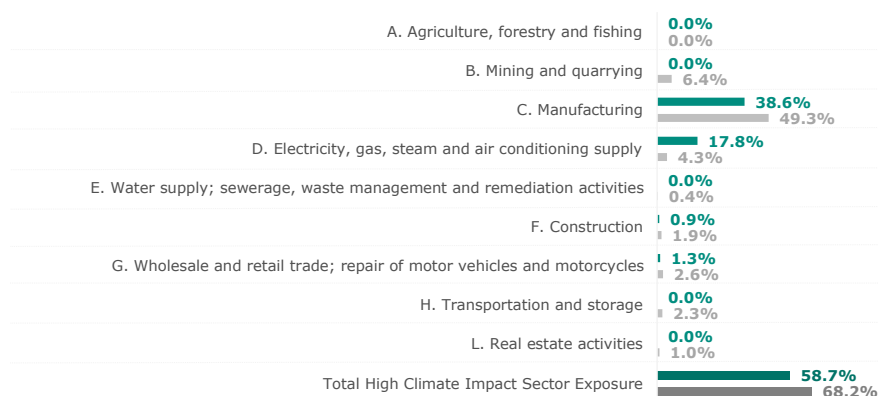 A. Agriculture, forestry and fishing
0.0%
0.0%
B. Mining and quarrying
0.0%
6.4%
C. Manufacturing
38.6%
49.3%
D. Electricity, gas, steam and air conditioning supply
17.8%
4.3%
E. Water supply; sewerage, waste management and remediation activities
0.0%
0.4%
F. Construction
0.9%
1.9%
G. Wholesale and retail trade; repair of motor vehicles and motorcycles
1.3%
2.6%
H. Transportation and storage
0.0%
2.3%
L. Real estate activities
0.0%
1.0%
Total High Climate Impact Sector Exposure
58.7%
68.2%